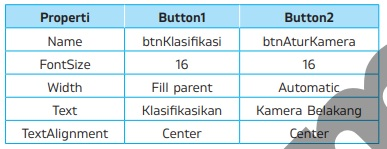 Properti Button1 Button2
Name btnKlasifikasi btnAturKamera
FontSize 16 16
Width Fill parent Automatic
Text Klasifikasikan Kamera Belakang
TextAlignment Center Center